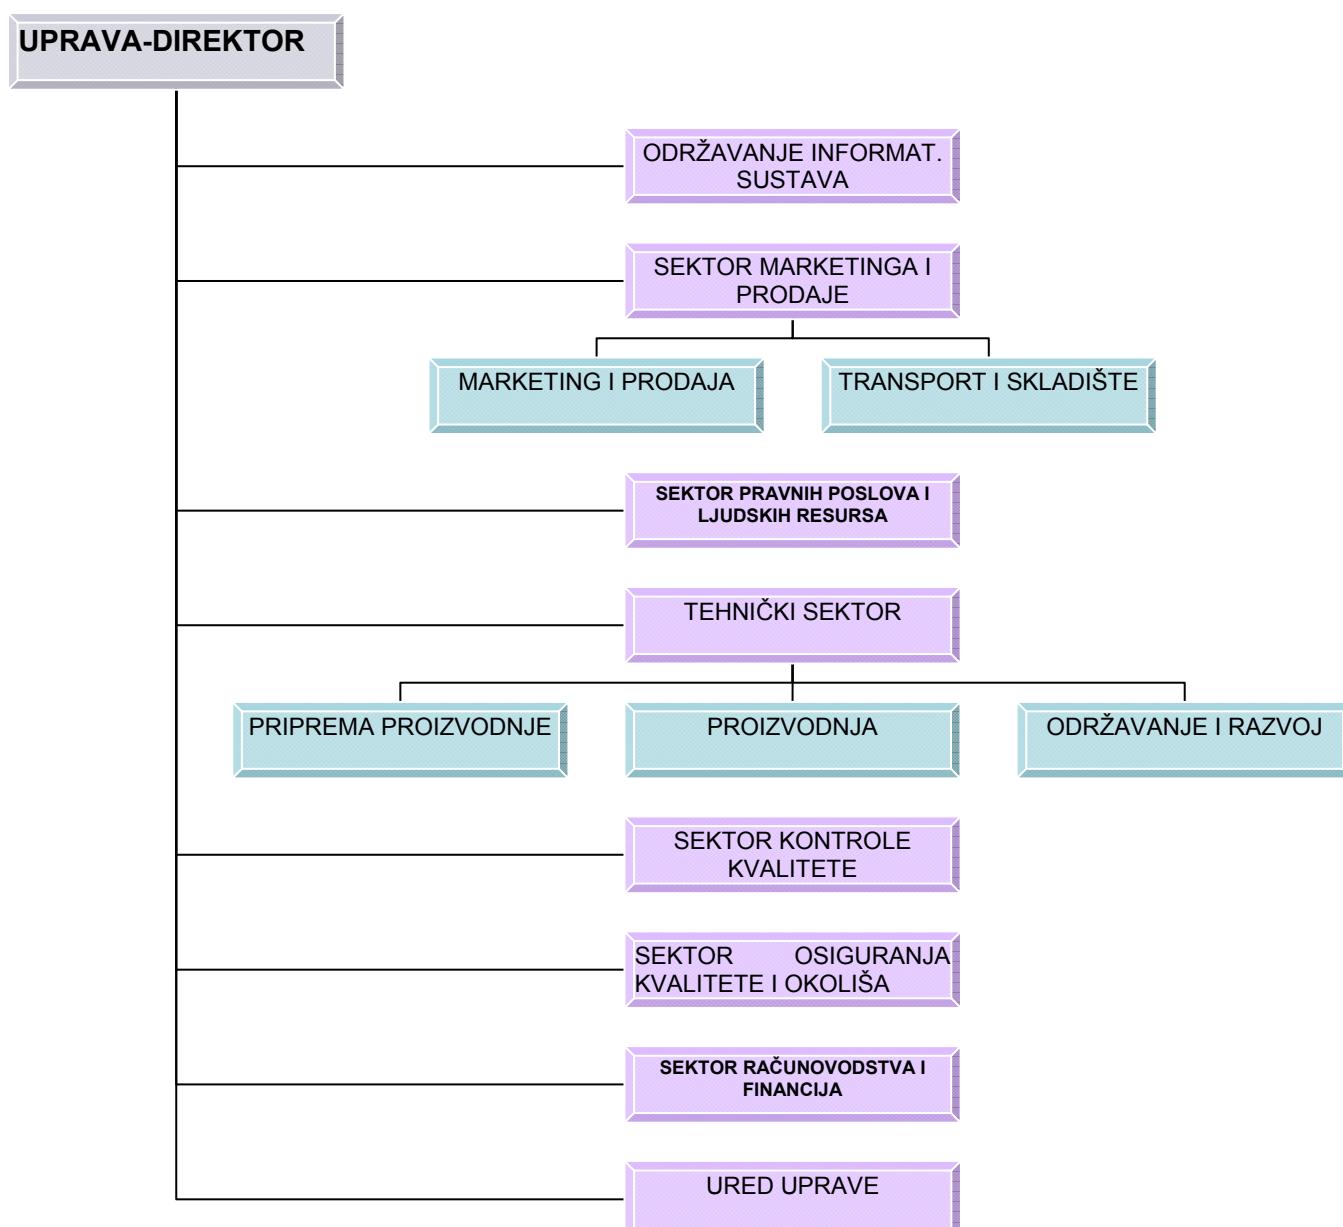 UPRAVA-DIREKTOR
ODRŽAVANJE INFORMAT.
SUSTAVA
SEKTOR MARKETINGA I
PRODAJE
MARKETING I PRODAJA
TRANSPORT I SKLADIŠTE
SEKTOR PRAVNIH POSLOVA I
LJUDSKIH RESURSA
TEHNIČKI SEKTOR
PRIPREMA PROIZVODNJE
PROIZVODNJA
ODRŽAVANJE I RAZVOJ
SEKTOR KONTROLE
KVALITETE
SEKTOR OSIGURANJA
KVALITETE I OKOLIŠA
SEKTOR RAČUNOVODSTVA I
FINANCIJA
URED UPRAVE